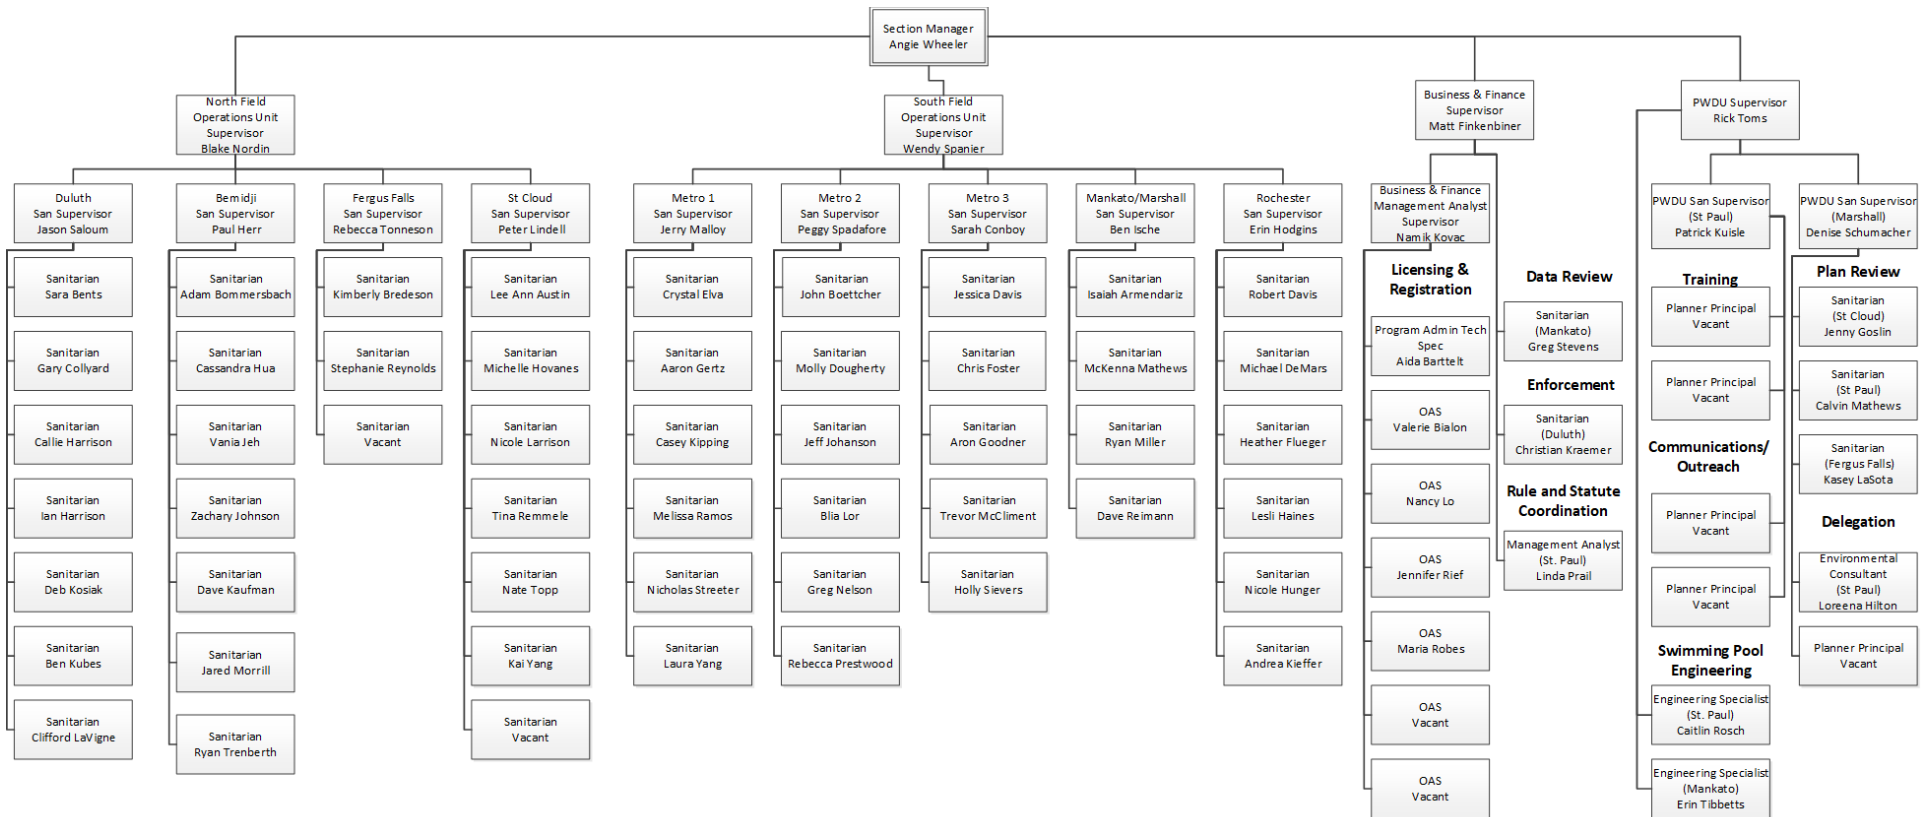 Section Manager
Angie Wheeler
North Field
Operations Unit
Supervisor
Blake Nordin
South Field
Operations Unit
Supervisor
Wendy Spanier
Business & Finance
Supervisor
Matt Finkenbiner
PWDU Supervisor
Rick Toms
Duluth
San Supervisor
Jason Saloum
Sanitarian
Sara Bents
Sanitarian
Gary Collyard
Sanitarian
Callie Harrison
Sanitarian
Ian Harrison
Sanitarian
Deb Kosiak
Sanitarian
Ben Kubes
Sanitarian
Clifford LaVigne
Bemidji
San Supervisor
Paul Herr
Sanitarian
Adam Bommersbach
Sanitarian
Cassandra Hua
Sanitarian
Vania Jeh
Sanitarian
Zachary Johnson
Sanitarian
Dave Kaufman
Sanitarian
Jared Morrill
Sanitarian
Ryan Trenberth
Fergus Falls
San Supervisor
Rebecca Tonneson
Sanitarian
Kimberly Bredeson
Sanitarian
Stephanie Reynolds
Sanitarian
Vacant
St Cloud
San Supervisor
Peter Lindell
Sanitarian
Lee Ann Austin
Sanitarian
Michelle Hovanes
Sanitarian
Nicole Larrison
Sanitarian
Tina Remmele
Sanitarian
Nate Topp
Sanitarian
Kai Yang
Sanitarian
Vacant
Metro 1
San Supervisor
Jerry Malloy
Sanitarian
Crystal Elva
Sanitarian
Aaron Gertz
Sanitarian
Casey Kipping
Sanitarian
Melissa Ramos
Sanitarian
Nicholas Streeter
Sanitarian
Laura Yang
Metro 2
San Supervisor
Peggy Spadafore
Sanitarian
John Boettcher
Sanitarian
Molly Dougherty
Sanitarian
Jeff Johanson
Sanitarian
Blia Lor
Sanitarian
Greg Nelson
Sanitarian
Rebecca Prestwood
Metro 3
San Supervisor
Sarah Conboy
Sanitarian
Jessica Davis
Sanitarian
Chris Foster
Sanitarian
Aron Goodner
Sanitarian
Trevor McCliment
Sanitarian
Holly Sievers
Mankato/Marshall
San Supervisor
Ben Ische
Sanitarian
Isaiah Armendariz
Sanitarian
McKenna Mathews
Sanitarian
Ryan Miller
Sanitarian
Dave Reimann
Rochester
San Supervisor
Erin Hodgins
Sanitarian
Robert Davis
Sanitarian
Michael DeMars
Sanitarian
Heather Flueger
Sanitarian
Lesli Haines
Sanitarian
Nicole Hunger
Sanitarian
Andrea Kieffer
Business & Finance
Management Analyst
Supervisor
Namik Kovac
Licensing &
Registration
Program Admin Tech
Spec
Aida Barttelt
OAS
Valerie Bialon
OAS
Nancy Lo
OAS
Jennifer Rief
OAS
Maria Robes
OAS
Vacant
OAS
Vacant
Data Review
Sanitarian
(Mankato)
Greg Stevens
Enforcement
Sanitarian
(Duluth)
Christian Kraemer
Rule and Statute
Coordination
Management Analyst
(St. Paul)
Linda Prail
PWDU San Supervisor
(St Paul)
Patrick Kuisle
Training
Planner Principal
Vacant
Planner Principal
Vacant
Communications/
Outreach
Planner Principal
Vacant
Planner Principal
Vacant
Swimming Pool
Engineering
Engineering Specialist
(St. Paul)
Caitlin Rosch
Engineering Specialist
(Mankato)
Erin Tibbetts
PWDU San Supervisor
(Marshall)
Denise Schumacher
Plan Review
Sanitarian
(St Cloud)
Jenny Goslin
Sanitarian
(St Paul)
Calvin Mathews
Sanitarian
(Fergus Falls)
Kasey LaSota
Delegation
Environmental
Consultant
(St Paul)
Loreena Hilton
Planner Principal
Vacant